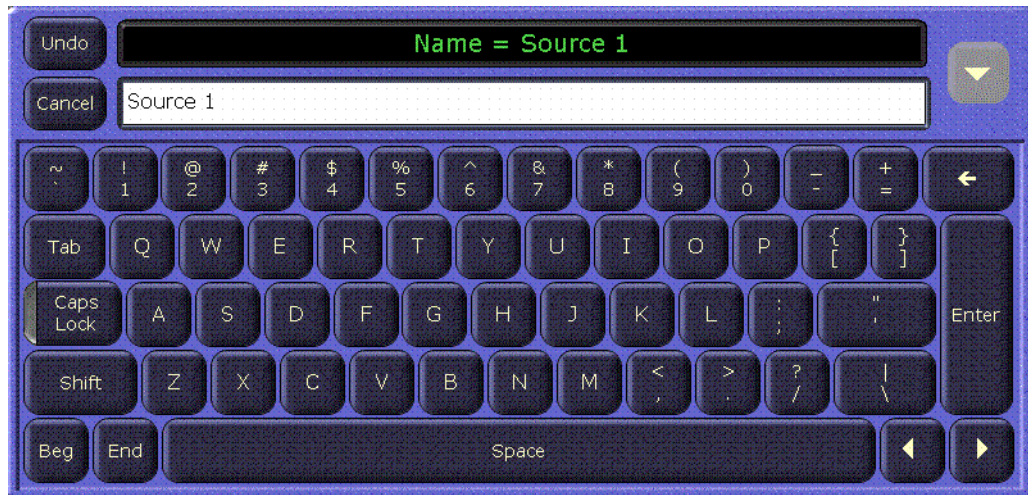 Undo Name = Source 1
Cancel Source 1
~ ! @ # $ % ^ & * ( ) _ +
` 1 2 3 4 5 6 7 8 9 0 - =
Tab Q W E R T Y U I O P { [ } ]
Caps Lock A S D F G H J K L : ; " ' Enter
Shift Z X C V B N M < , > . ? / | \
Beg End Space